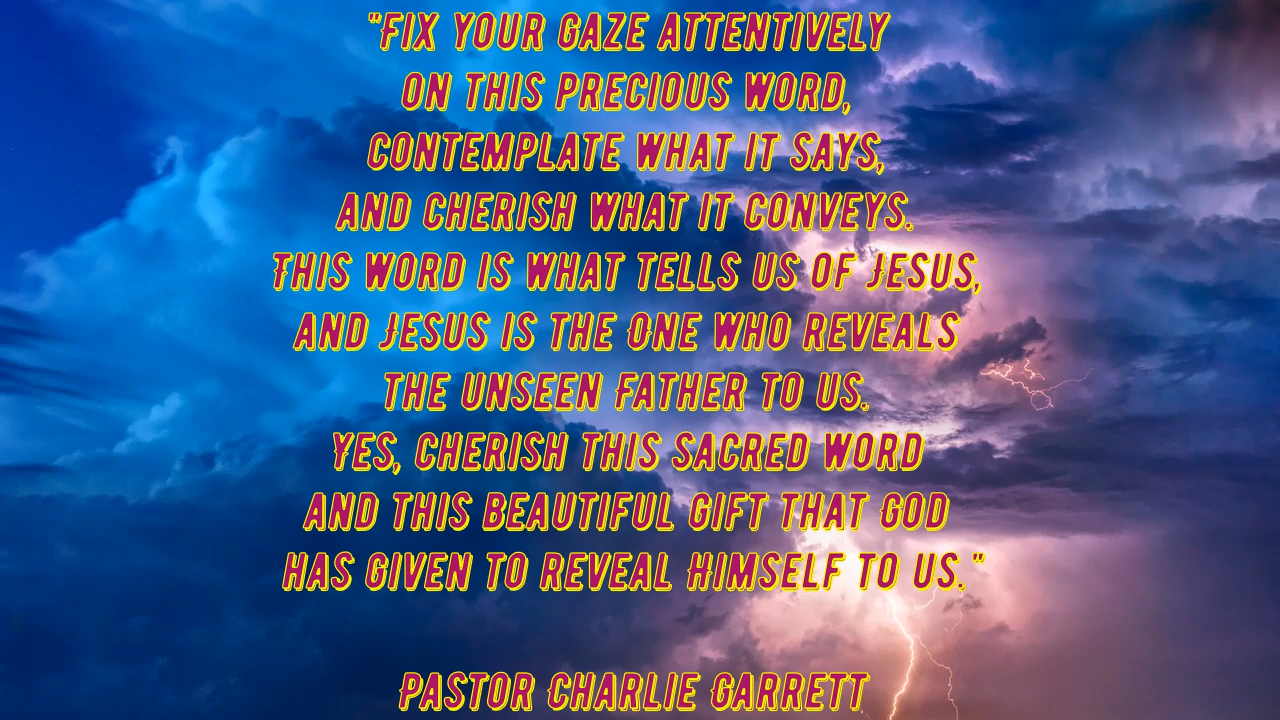 "FIX YOUR GAZE ATTENTIVELY
ON THIS PRECIOUS WORD,
CONTEMPLATE WHAT IT SAYS,
AND CHERISH WHAT IT CONVEYS.
THIS WORD IS WHAT TELLS US OF JESUS,
AND JESUS IS THE ONE WHO REVEALS
THE UNSEEN FATHER TO US.
YES, CHERISH THIS SACRED WORD
AND THIS BEAUTIFUL GIFT THAT GOD
HAS GIVEN TO REVEAL HIMSELF TO US."
PASTOR CHARLIE GARRETT